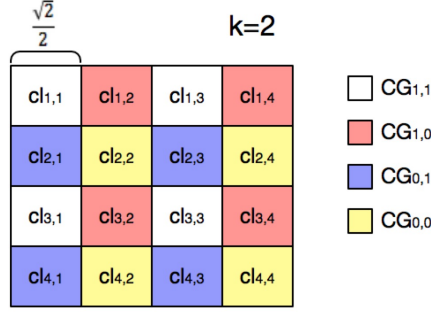 √2/2
k=2
cl1,1 cl1,2 cl1,3 cl1,4
cl2,1 cl2,2 cl2,3 cl2,4
cl3,1 cl3,2 cl3,3 cl3,4
cl4,1 cl4,2 cl4,3 cl4,4
CG1,1
CG1,0
CG0,1
CG0,0